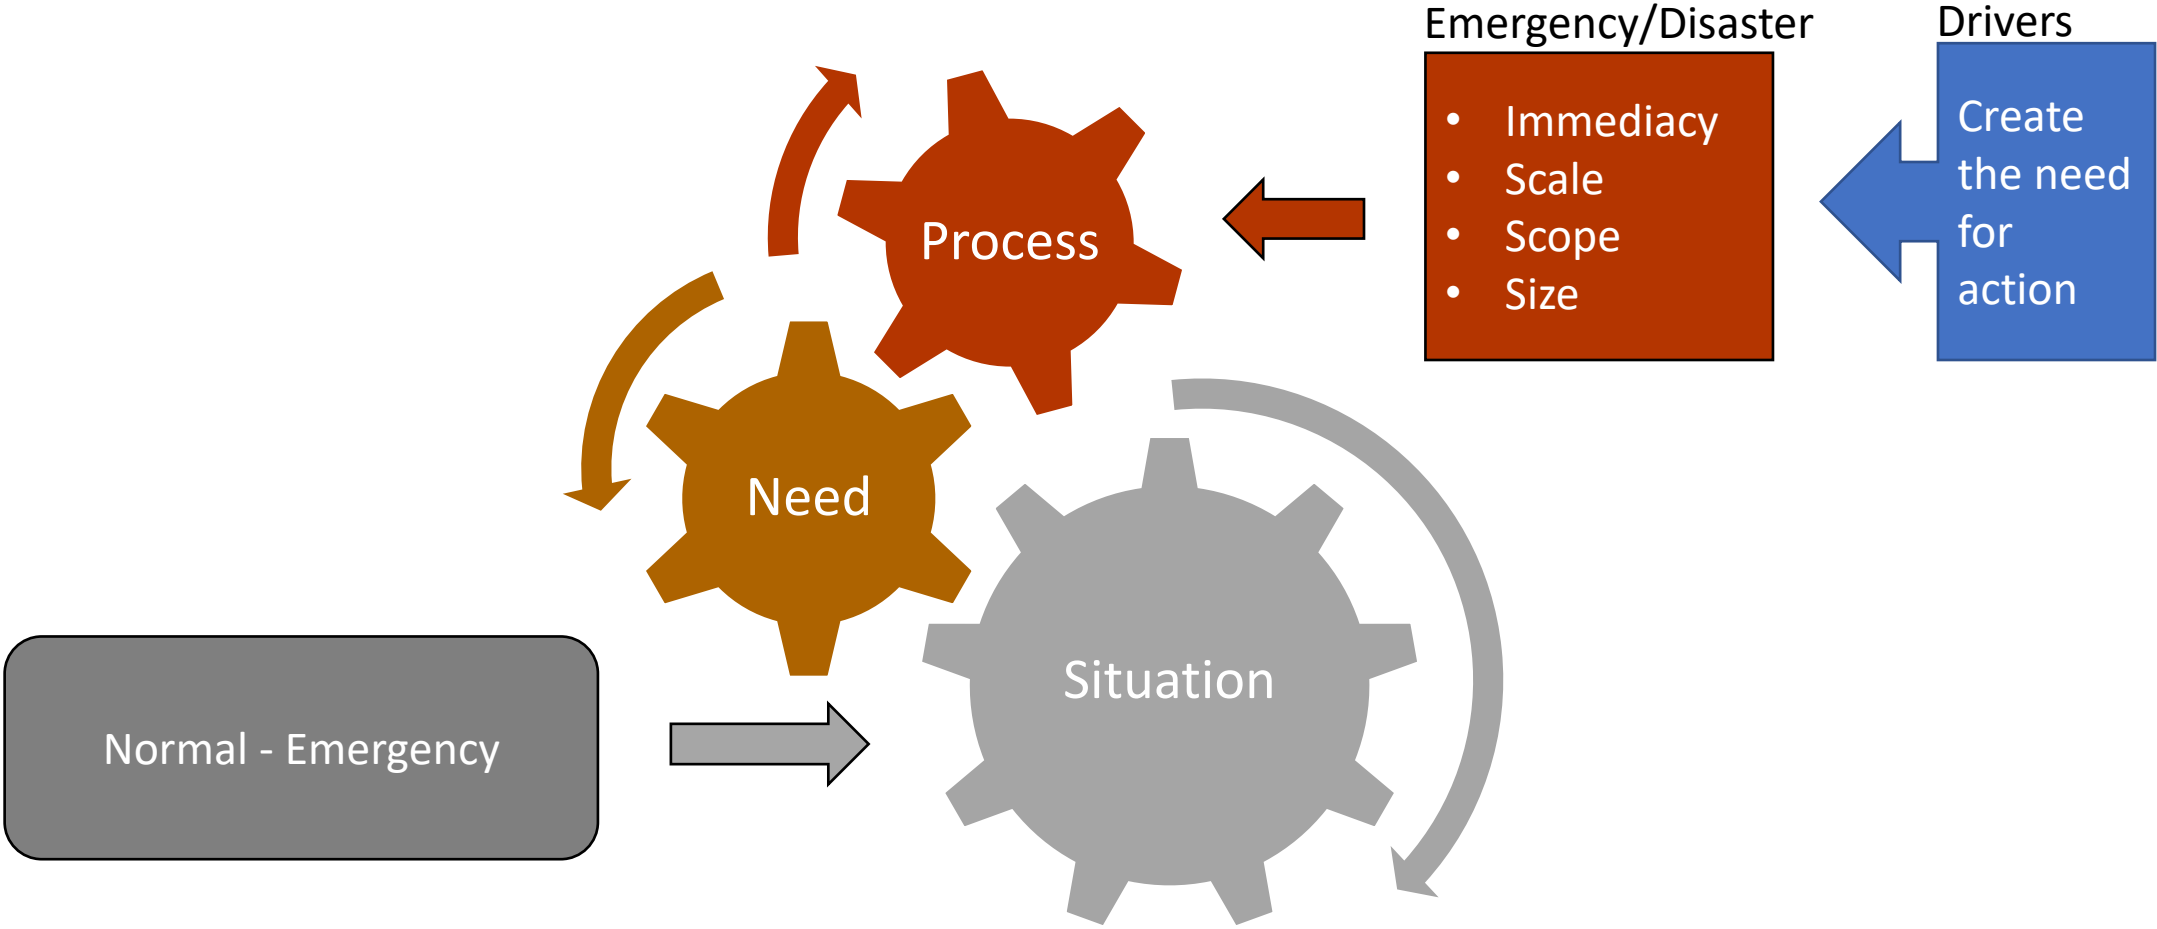 Emergency/Disaster
Drivers
• Immediacy
• Scale
• Scope
• Size
Create
the need
for
action
Process
Need
Situation
Normal - Emergency